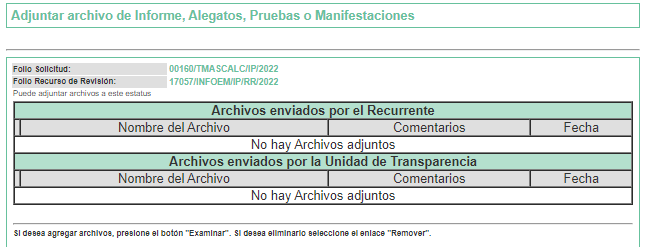 Adjuntar archivo de Informe, Alegatos, Pruebas o Manifestaciones
Folio Solicitud: 00160/TMASCALC/IP/2022
Folio Recurso de Revisión: 17057/INFOEM/IP/RR/2022
Puede adjuntar archivos a este estatus
Archivos enviados por el Recurrente
Nombre del Archivo Comentarios Fecha
No hay Archivos adjuntos
Archivos enviados por la Unidad de Transparencia
Nombre del Archivo Comentarios Fecha
No hay Archivos adjuntos
Si desea agregar archivos, presione el botón "Examinar". Si desea eliminarlo seleccione el enlace "Remover".